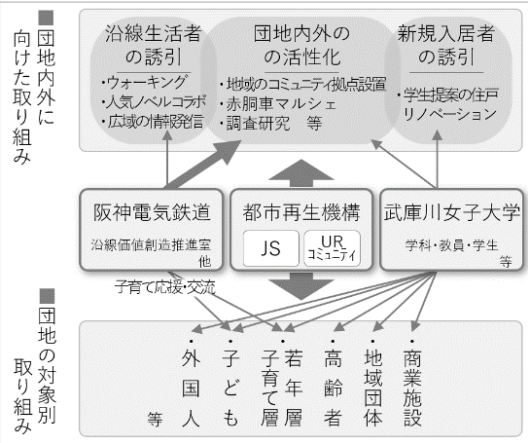 ■団地内外に
向けた取り組み
沿線生活者
の誘引
・ウォーキング
・人気ノベルコラボ
・広域の情報発信
団地内外の
の活性化
・地域のコミュニティ拠点設置
・赤胴車マルシェ
・調査研究 等
新規入居者
の誘引
・学生提案の住戸
リノベーション
阪神電気鉄道
沿線価値創造推進室
他
都市再生機構
JS
UR
コミュニティ
武庫川女子大学
学科・教員・学生
等
子育て応援・交流
■団地の対象別
取り組み
・商業施設
・地域団体
・高齢者
・若年層
子育て層
・子ども
・外国人
等